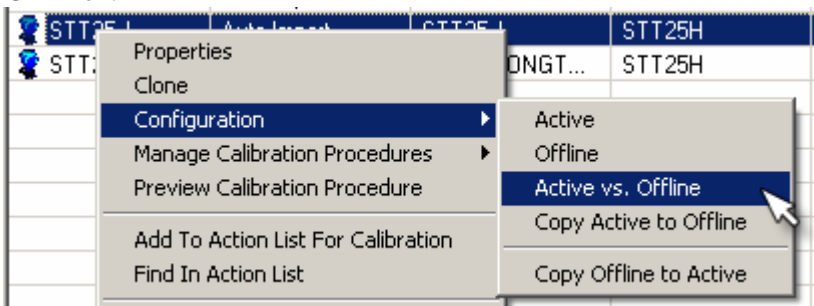 STT25H
STT25H
Properties
Clone
Configuration
Manage Calibration Procedures
Preview Calibration Procedure
Add To Action List For Calibration
Find In Action List
Active
Offline
Active vs. Offline
Copy Active to Offline
Copy Offline to Active